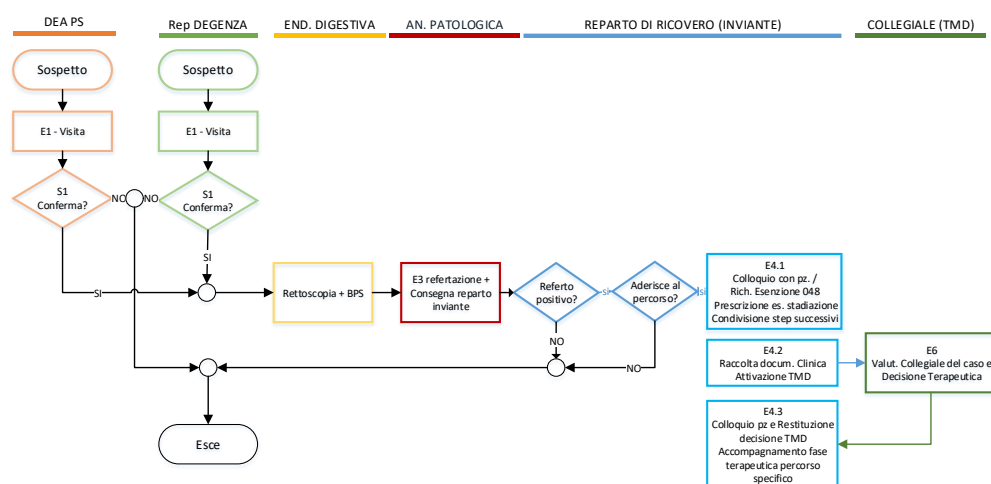 DEA PS
Rep DEGENZA
END. DIGESTIVA
AN. PATOLOGICA
REPARTO DI RICOVERO (INVIANTE)
COLLEGIALE (TMD)
Sospetto
Sospetto
E1 - Visita
E1 - Visita
S1
Conferma?
NO
NO
S1
Conferma?
SI
SI
Rettoscopia + BPS
E3 refertazione +
Consegna reparto
inviante
Referto
positivo?
si
Aderisce al
percorso?
si
E4.1
Colloquio con pz. /
Rich. Esenzione 048
Prescrizione es. stadiazione
Condivisione step successivi
NO
NO
E4.2
Raccolta docum. Clinica
Attivazione TMD
E6
Valut. Collegiale del caso e
Decisione Terapeutica
E4.3
Colloquio pz e Restituzione
decisione TMD
Accompagnamento fase
terapeutica percorso
specifico
Esce